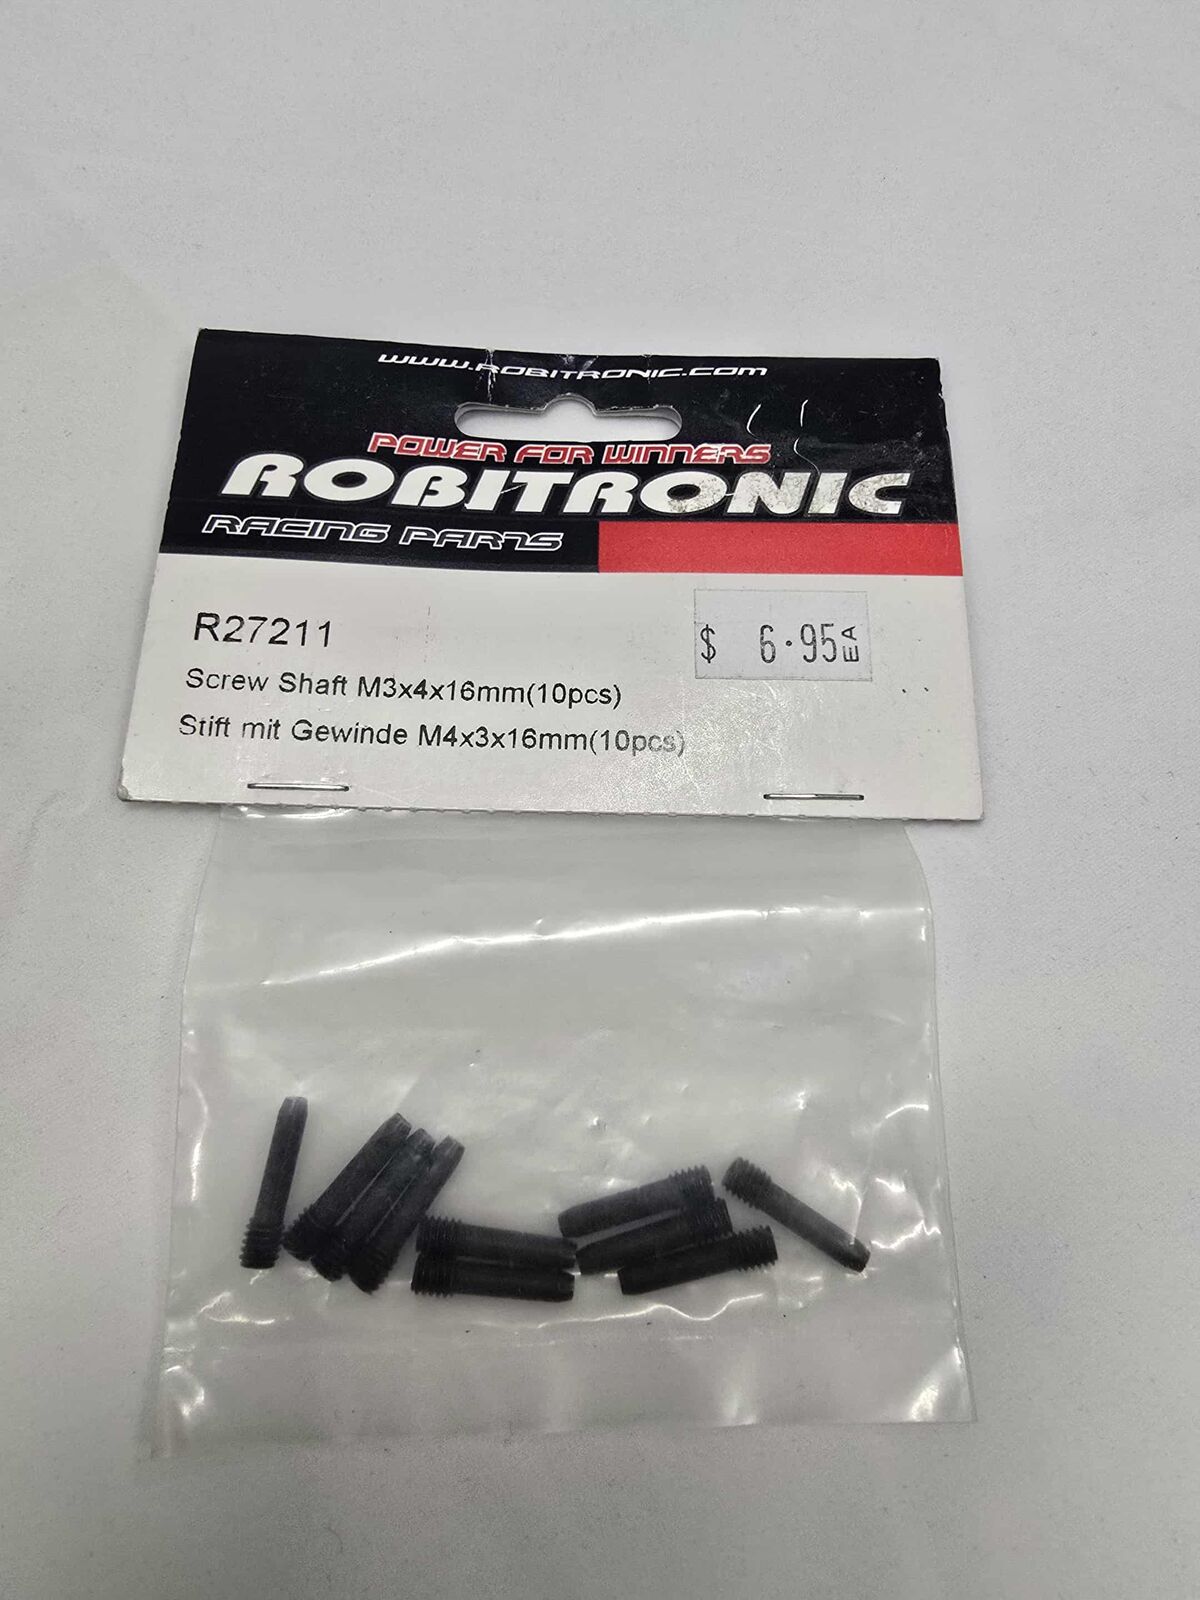 www.ROBITRONIC.com
POWER FOR WINNERS
ROBITRONIC
RACING PARTS
R27211
$ 6.95 EA
Screw Shaft M3x4x16mm(10pcs)
Stift mit Gewinde M4x3x16mm(10pcs)